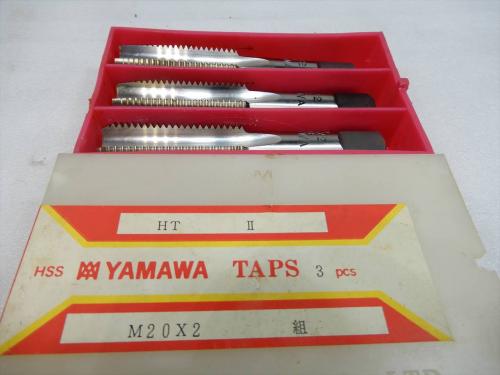 HT Ⅱ
HSS YAMAWA TAPS 3 pcs
M20X2 組